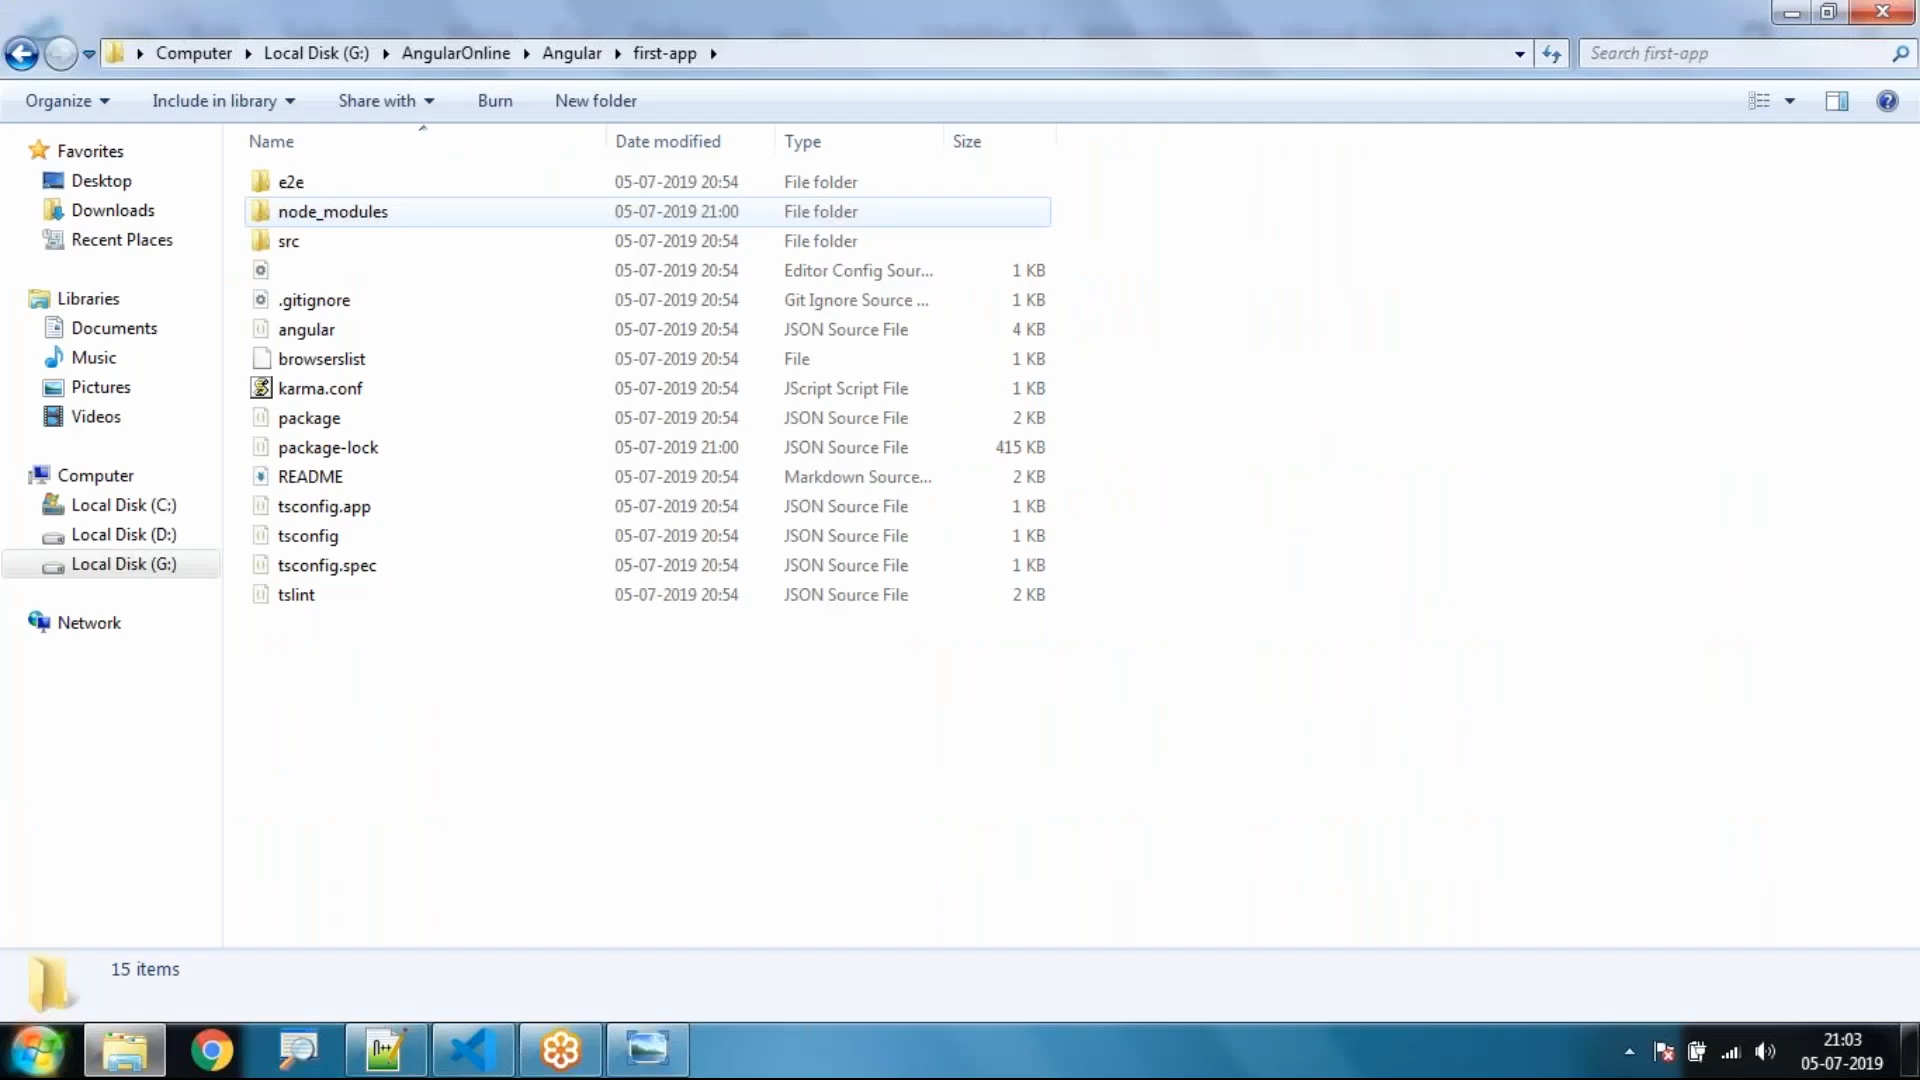 Computer Local Disk (G:) AngularOnline Angular first-app
Search first-app
Organize Include in library Share with Burn New folder
Name Date modified Type Size
Favorites
Desktop
Downloads
Recent Places
Libraries
Documents
Music
Pictures
Videos
Computer
Local Disk (C:)
Local Disk (D:)
Local Disk (G:)
Network
e2e 05-07-2019 20:54 File folder
node_modules 05-07-2019 21:00 File folder
src 05-07-2019 20:54 File folder
05-07-2019 20:54 Editor Config Sour... 1 KB
.gitignore 05-07-2019 20:54 Git Ignore Source ... 1 KB
angular 05-07-2019 20:54 JSON Source File 4 KB
browserslist 05-07-2019 20:54 File 1 KB
karma.conf 05-07-2019 20:54 JScript Script File 1 KB
package 05-07-2019 20:54 JSON Source File 2 KB
package-lock 05-07-2019 21:00 JSON Source File 415 KB
README 05-07-2019 20:54 Markdown Source... 2 KB
tsconfig.app 05-07-2019 20:54 JSON Source File 1 KB
tsconfig 05-07-2019 20:54 JSON Source File 1 KB
tsconfig.spec 05-07-2019 20:54 JSON Source File 1 KB
tslint 05-07-2019 20:54 JSON Source File 2 KB
15 items
21:03
05-07-2019